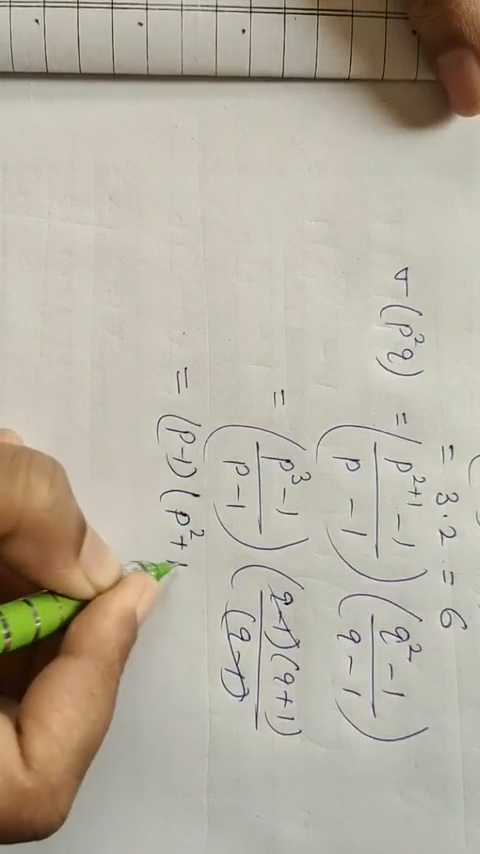 = 3·2 = 6
σ(p²q) = (p²⁺¹ - 1 / p - 1) (q² - 1 / q - 1)
= (p³ - 1 / p - 1) ((q-1)(q+1) / (q-1))
= (p-1) (p² + 1